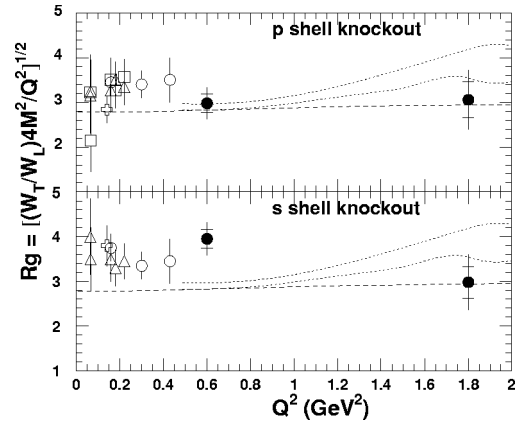 p shell knockout
5
4
3
2
s shell knockout
5
4
3
2
1
0 0.2 0.4 0.6 0.8 1 1.2 1.4 1.6 1.8 2
Rg = [(W_T/W_L)4M²/Q²]^1/2
Q² (GeV²)